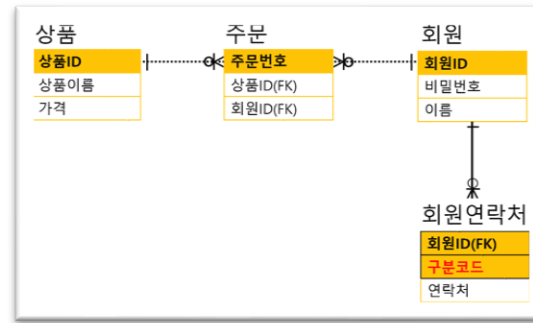 상품
상품ID
상품이름
가격
주문
주문번호
상품ID(FK)
회원ID(FK)
회원
회원ID
비밀번호
이름
회원연락처
회원ID(FK)
구분코드
연락처